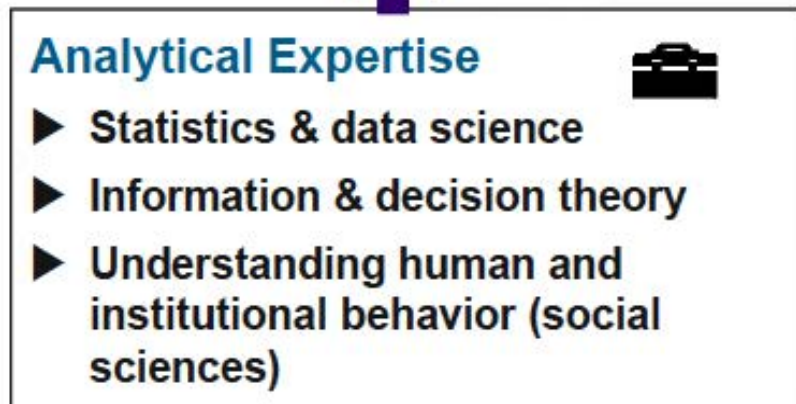 Analytical Expertise
▶ Statistics & data science
▶ Information & decision theory
▶ Understanding human and
institutional behavior (social
sciences)